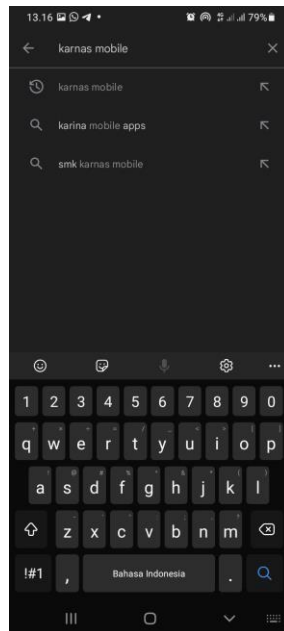 13.16 79%
karnas mobile
karnas mobile
karina mobile apps
smk karnas mobile
1 2 3 4 5 6 7 8 9 0
q w e r t y u i o p
a s d f g h j k l
z x c v b n m
!#1 , Bahasa Indonesia .